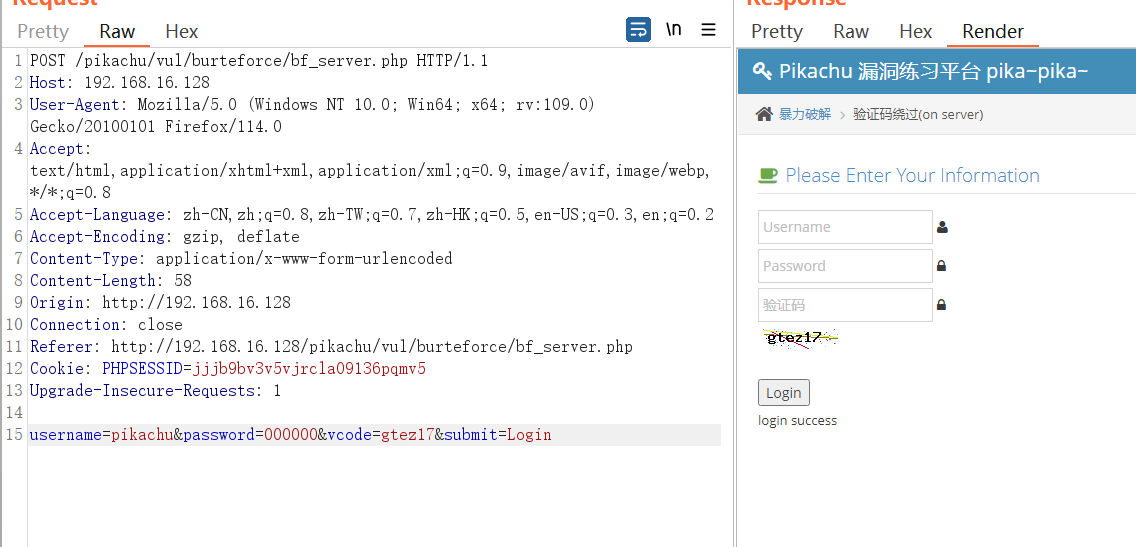 Request
Pretty Raw Hex
\n
1 POST /pikachu/vul/burteforce/bf_server.php HTTP/1.1
2 Host: 192.168.16.128
3 User-Agent: Mozilla/5.0 (Windows NT 10.0; Win64; x64; rv:109.0)
Gecko/20100101 Firefox/114.0
4 Accept:
text/html,application/xhtml+xml,application/xml;q=0.9,image/avif,image/webp,
*/*;q=0.8
5 Accept-Language: zh-CN,zh;q=0.8,zh-TW;q=0.7,zh-HK;q=0.5,en-US;q=0.3,en;q=0.2
6 Accept-Encoding: gzip, deflate
7 Content-Type: application/x-www-form-urlencoded
8 Content-Length: 58
9 Origin: http://192.168.16.128
10 Connection: close
11 Referer: http://192.168.16.128/pikachu/vul/burteforce/bf_server.php
12 Cookie: PHPSESSID=jjjb9bv3v5vjrcla09136pqmv5
13 Upgrade-Insecure-Requests: 1
14
15 username=pikachu&password=000000&vcode=gtez17&submit=Login
Response
Pretty Raw Hex Render
Pikachu 漏洞练习平台 pika~pika~
暴力破解 › 验证码绕过(on server)
Please Enter Your Information
Username
Password
验证码
gtez17
Login
login success